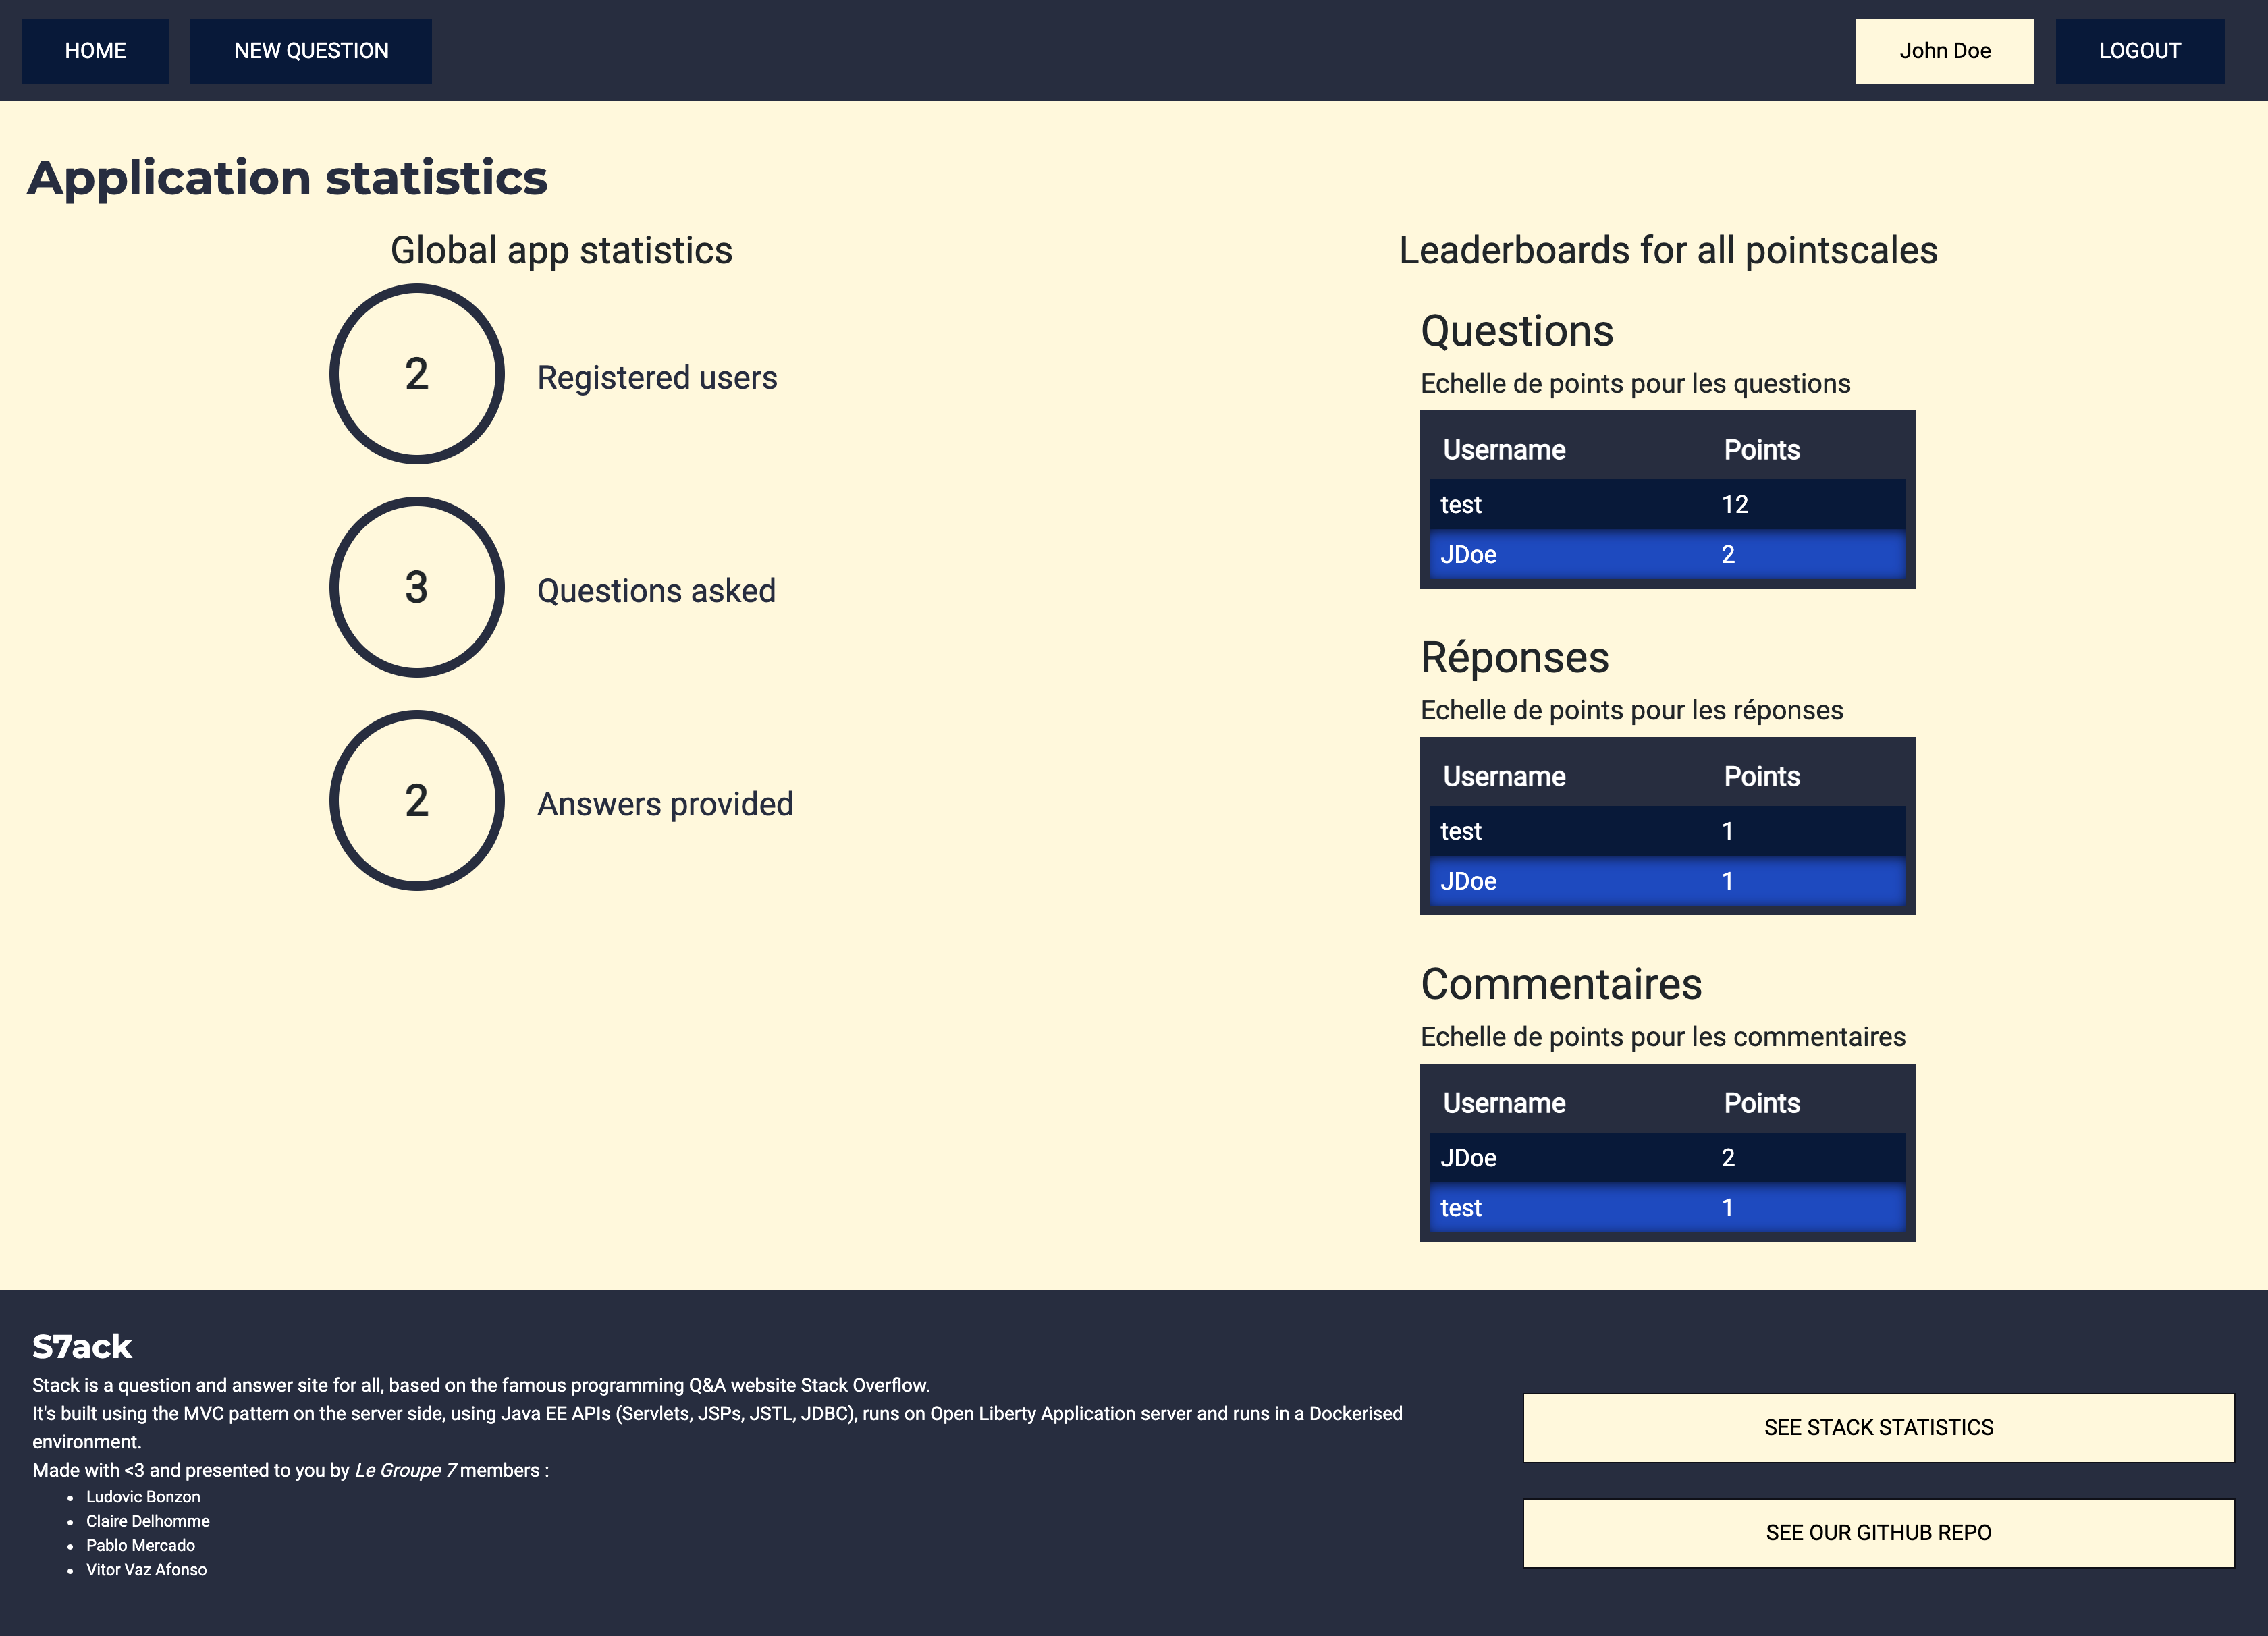 HOME
NEW QUESTION
John Doe
LOGOUT
Application statistics
Global app statistics
2
Registered users
3
Questions asked
2
Answers provided
Leaderboards for all pointscales
Questions
Echelle de points pour les questions
Username Points
test 12
JDoe 2
Réponses
Echelle de points pour les réponses
Username Points
test 1
JDoe 1
Commentaires
Echelle de points pour les commentaires
Username Points
JDoe 2
test 1
S7ack
Stack is a question and answer site for all, based on the famous programming Q&A website Stack Overflow.
It's built using the MVC pattern on the server side, using Java EE APIs (Servlets, JSPs, JSTL, JDBC), runs on Open Liberty Application server and runs in a Dockerised
environment.
Made with <3 and presented to you by Le Groupe 7 members :
• Ludovic Bonzon
• Claire Delhomme
• Pablo Mercado
• Vitor Vaz Afonso
SEE STACK STATISTICS
SEE OUR GITHUB REPO